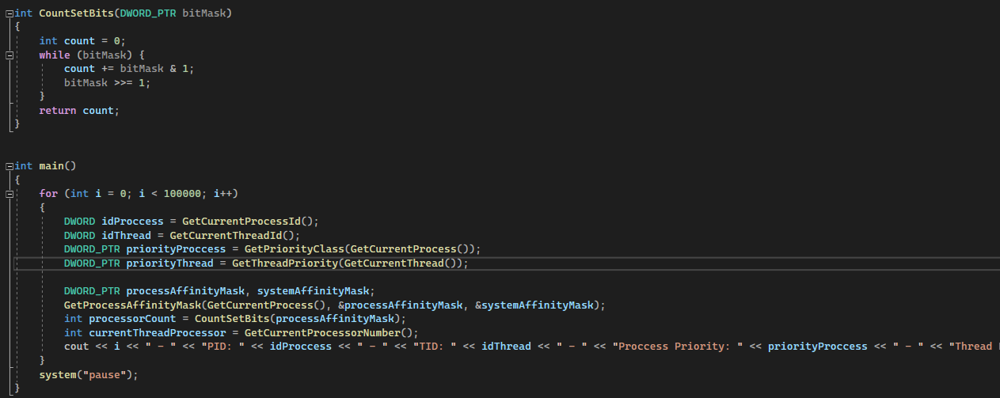 int CountSetBits(DWORD_PTR bitMask)
{
    int count = 0;
    while (bitMask) {
        count += bitMask & 1;
        bitMask >>= 1;
    }
    return count;
}
int main()
{
    for (int i = 0; i < 100000; i++)
    {
        DWORD idProccess = GetCurrentProcessId();
        DWORD idThread = GetCurrentThreadId();
        DWORD_PTR priorityProccess = GetPriorityClass(GetCurrentProcess());
        DWORD_PTR priorityThread = GetThreadPriority(GetCurrentThread());
        DWORD_PTR processAffinityMask, systemAffinityMask;
        GetProcessAffinityMask(GetCurrentProcess(), &processAffinityMask, &systemAffinityMask);
        int processorCount = CountSetBits(processAffinityMask);
        int currentThreadProcessor = GetCurrentProcessorNumber();
        cout << i << " - " << "PID: " << idProccess << " - " << "TID: " << idThread << " - " << "Proccess Priority: " << priorityProccess << " - " << "Thread
    }
    system("pause");
}